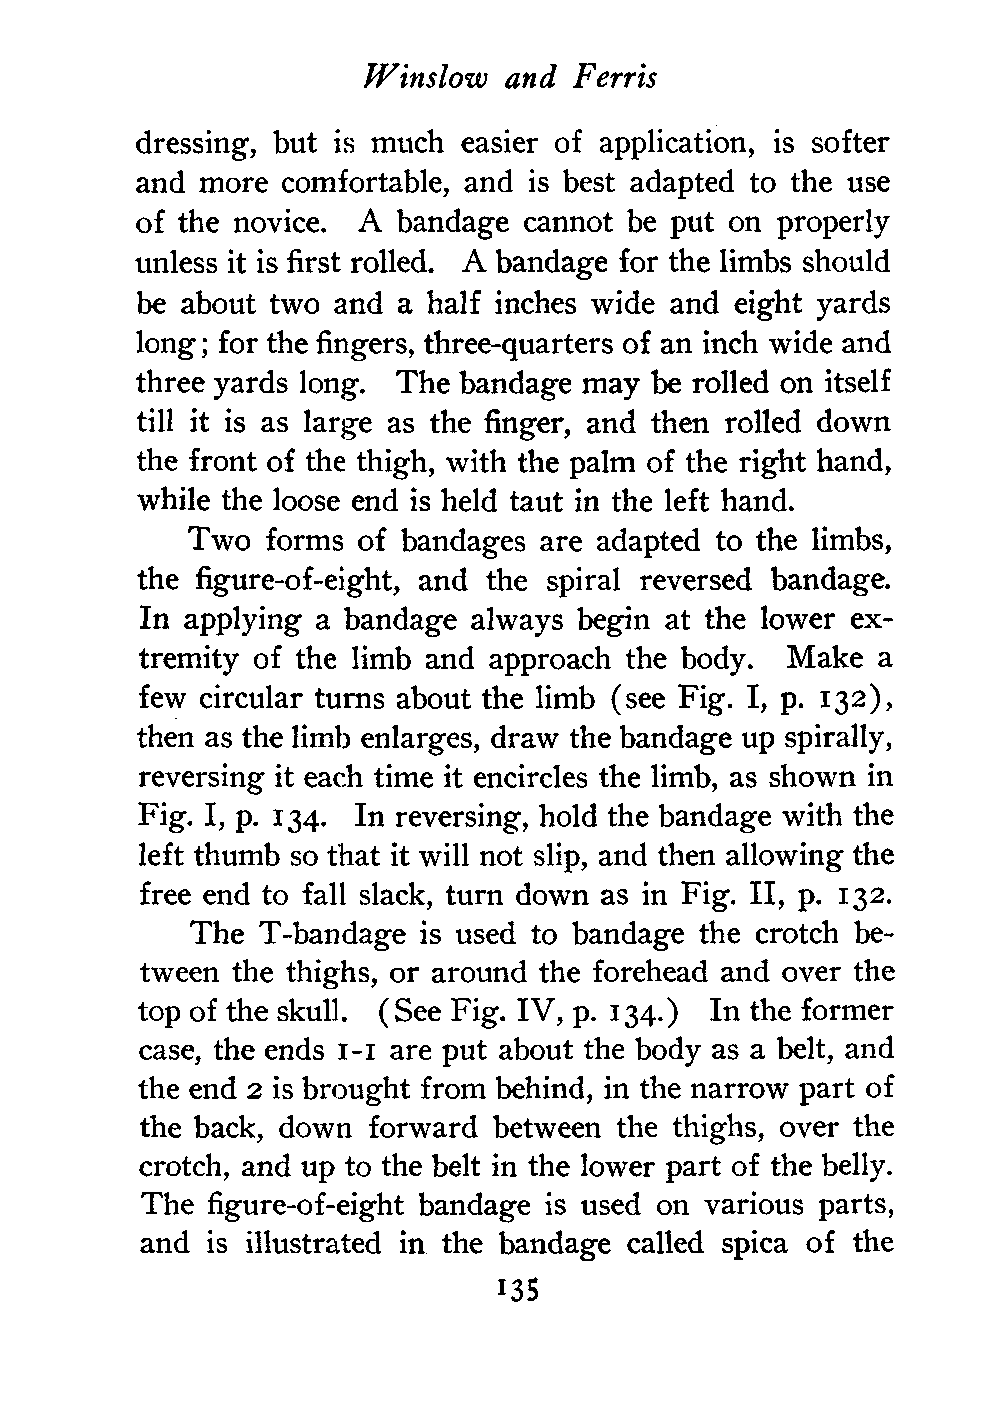 Winslow and Ferris
dressing, but is much easier of application, is softer
and more comfortable, and is best adapted to the use
of the novice. A bandage cannot be put on properly
unless it is first rolled. A bandage for the limbs should
be about two and a half inches wide and eight yards
long; for the fingers, three-quarters of an inch wide and
three yards long. The bandage may be rolled on itself
till it is as large as the finger, and then rolled down
the front of the thigh, with the palm of the right hand,
while the loose end is held taut in the left hand.
Two forms of bandages are adapted to the limbs,
the figure-of-eight, and the spiral reversed bandage.
In applying a bandage always begin at the lower ex-
tremity of the limb and approach the body. Make a
few circular turns about the limb (see Fig. I, p. 132),
then as the limb enlarges, draw the bandage up spirally,
reversing it each time it encircles the limb, as shown in
Fig. I, p. 134. In reversing, hold the bandage with the
left thumb so that it will not slip, and then allowing the
free end to fall slack, turn down as in Fig. II, p. 132.
The T-bandage is used to bandage the crotch be-
tween the thighs, or around the forehead and over the
top of the skull. (See Fig. IV, p. 134.) In the former
case, the ends 1-1 are put about the body as a belt, and
the end 2 is brought from behind, in the narrow part of
the back, down forward between the thighs, over the
crotch, and up to the belt in the lower part of the belly.
The figure-of-eight bandage is used on various parts,
and is illustrated in the bandage called spica of the
135